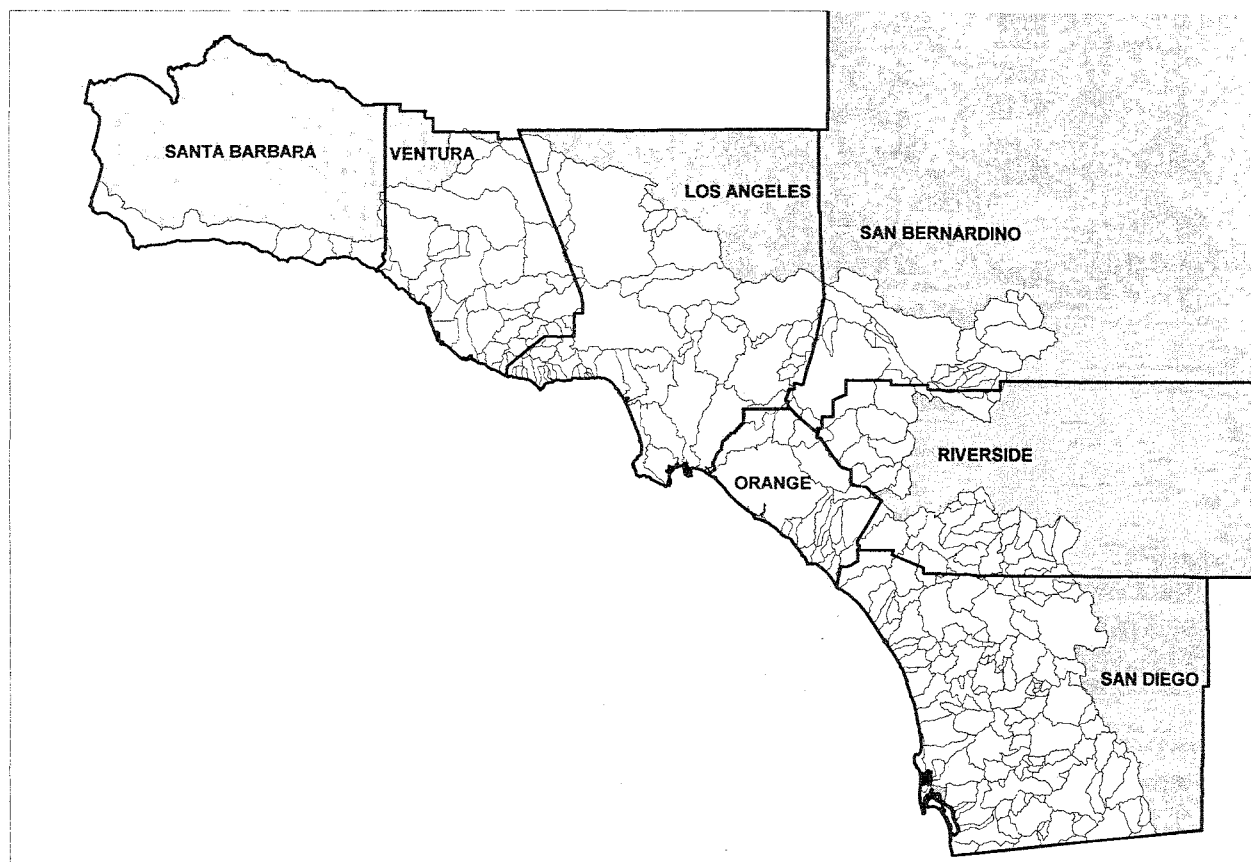 SANTA BARBARA
VENTURA
LOS ANGELES
SAN BERNARDINO
RIVERSIDE
ORANGE
SAN DIEGO